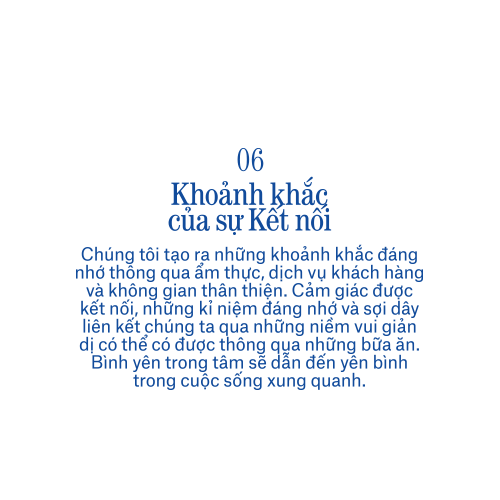 06
Khoảnh khắc
của sự Kết nối
Chúng tôi tạo ra những khoảnh khắc đáng
nhớ thông qua ẩm thực, dịch vụ khách hàng
và không gian thân thiện. Cảm giác được
kết nối, những kỉ niệm đáng nhớ và sợi dây
liên kết chúng ta qua những niềm vui giản
dị có thể có được thông qua những bữa ăn.
Bình yên trong tâm sẽ dẫn đến yên bình
trong cuộc sống xung quanh.